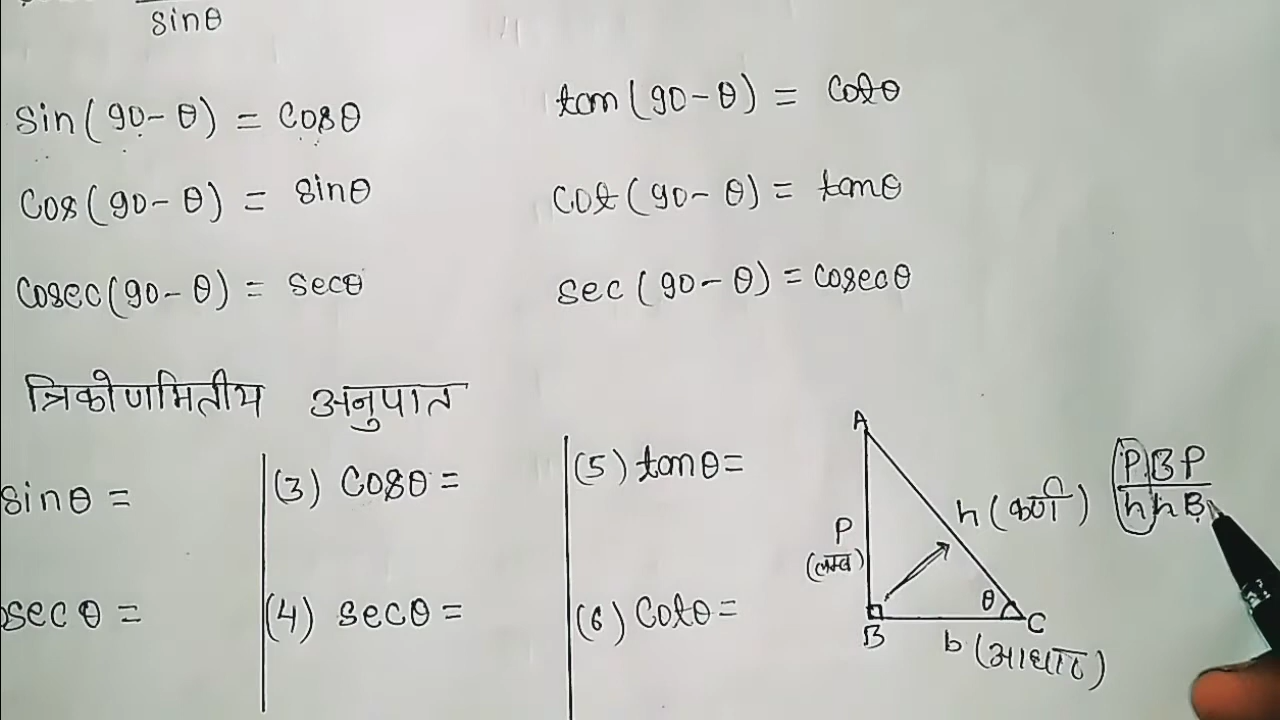 sinθ
sin(90-θ) = cosθ
tan(90-θ) = cotθ
cos(90-θ) = sinθ
cot(90-θ) = tanθ
cosec(90-θ) = secθ
sec(90-θ) = cosecθ
त्रिकोणमितीय अनुपात
sinθ =
(3) cosθ =
(5) tanθ =
secθ =
(4) secθ =
(6) cotθ =
A
P
(लम्ब)
h (कर्ण)
θ
B
C
b (आधार)
P B P
h h B